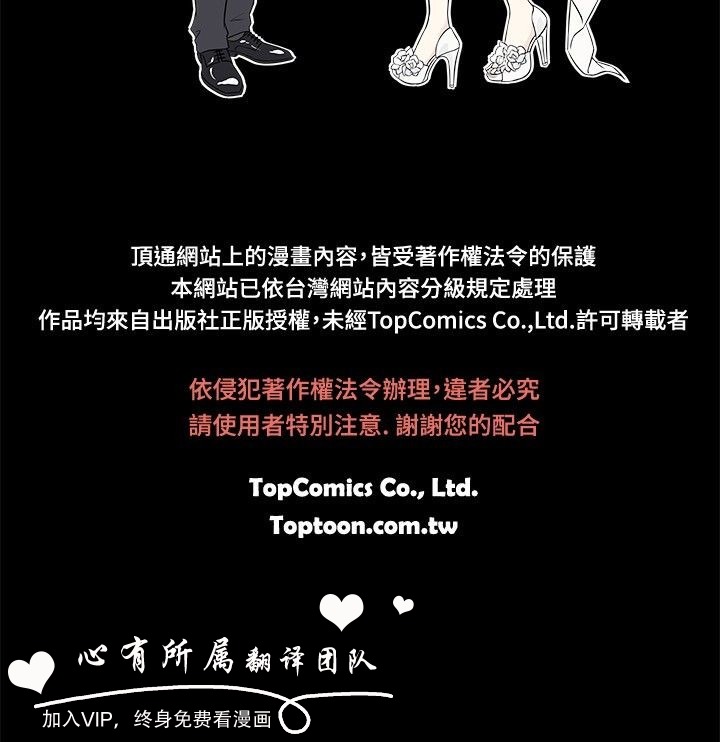 頂通網站上的漫畫內容，皆受著作權法令的保護
本網站已依台灣網站內容分級規定處理
作品均來自出版社正版授權，未經TopComics Co.,Ltd.許可轉載者
依侵犯著作權法令辦理，違者必究
請使用者特別注意. 謝謝您的配合
TopComics Co., Ltd.
Toptoon.com.tw
心有所属翻译团队
加入VIP，终身免费看漫画